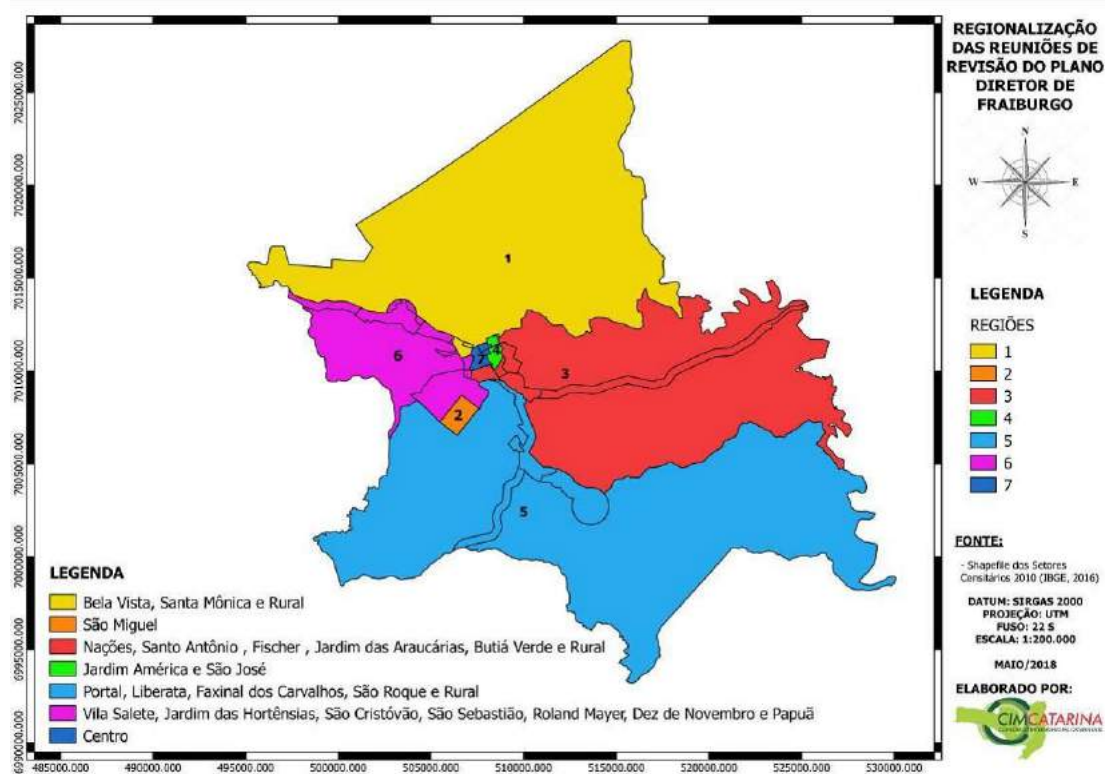 REGIONALIZAÇÃO
DAS REUNIÕES DE
REVISÃO DO PLANO
DIRETOR DE
FRAIBURGO
N
W
E
S
LEGENDA
REGIÕES
1
2
3
4
5
6
7
FONTE:
- Shapefile dos Setores
Censitários 2010 (IBGE, 2016)
DATUM: SIRGAS 2000
PROJEÇÃO: UTM
FUSO: 22 S
ESCALA: 1:200.000
MAIO/2018
ELABORADO POR:
CIMCATARINA
1
6
7
4
3
2
5
LEGENDA
Bela Vista, Santa Mônica e Rural
São Miguel
Nações, Santo Antônio , Fischer , Jardim das Araucárias, Butiá Verde e Rural
Jardim América e São José
Portal, Liberata, Faxinal dos Carvalhos, São Roque e Rural
Vila Salete, Jardim das Hortênsias, São Cristóvão, São Sebastião, Roland Mayer, Dez de Novembro e Papuã
Centro
7025000.000
7020000.000
7015000.000
7010000.000
7005000.000
7000000.000
6995000.000
6990000.000
485000.000
490000.000
495000.000
500000.000
505000.000
510000.000
515000.000
520000.000
525000.000
530000.000